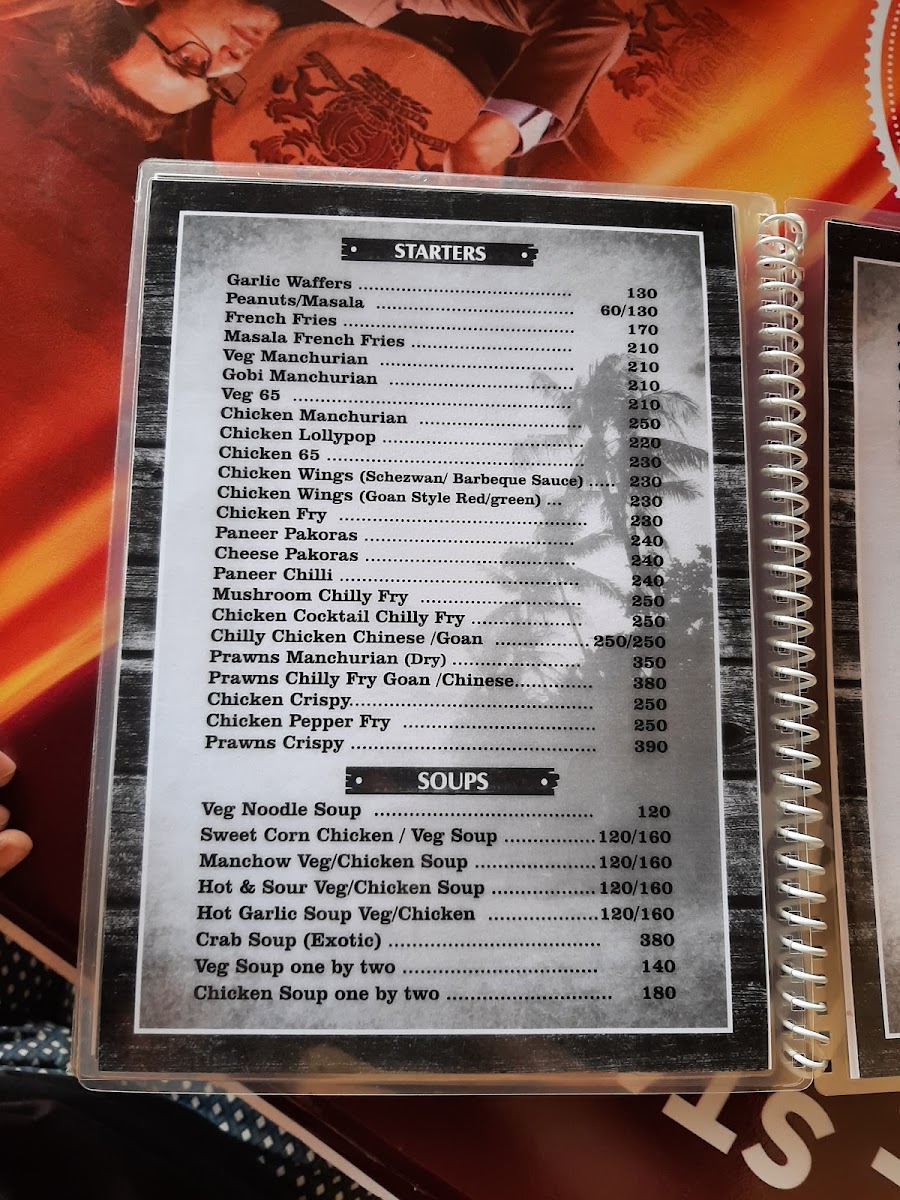 STARTERS
Garlic Waffers ........................................................ 130
Peanuts/Masala .................................................... 60/130
French Fries ........................................................ 170
Masala French Fries ....................................... 210
Veg Manchurian ................................................. 210
Gobi Manchurian ............................................... 210
Veg 65 .................................................................... 210
Chicken Manchurian ......................................... 250
Chicken Lollypop ................................................ 220
Chicken 65 ................................................................ 230
Chicken Wings (Schezwan/ Barbeque Sauce) ..... 230
Chicken Wings (Goan Style Red/green) ... 230
Chicken Fry .............................................................. 230
Paneer Pakoras ...................................................... 240
Cheese Pakoras ..................................................... 240
Paneer Chilli ............................................................ 240
Mushroom Chilly Fry ........................................ 250
Chicken Cocktail Chilly Fry ............................ 250
Chilly Chicken Chinese /Goan ................ 250/250
Prawns Manchurian (Dry) ................................ 350
Prawns Chilly Fry Goan /Chinese............. 380
Chicken Crispy......................................................... 250
Chicken Pepper Fry .............................................. 250
Prawns Crispy ......................................................... 390
SOUPS
Veg Noodle Soup .................................................... 120
Sweet Corn Chicken / Veg Soup ................. 120/160
Manchow Veg/Chicken Soup ....................... 120/160
Hot & Sour Veg/Chicken Soup ................... 120/160
Hot Garlic Soup Veg/Chicken .................... 120/160
Crab Soup (Exotic) ................................................ 380
Veg Soup one by two ............................................ 140
Chicken Soup one by two ..................................... 180
ST